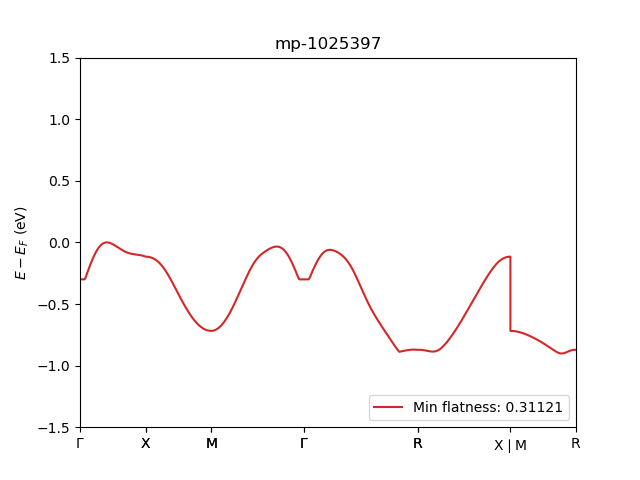 mp-1025397
1.5
1.0
0.5
0.0
−0.5
−1.0
−1.5
E − E_F (eV)
Min flatness: 0.31121
Γ X M Γ R X | M R